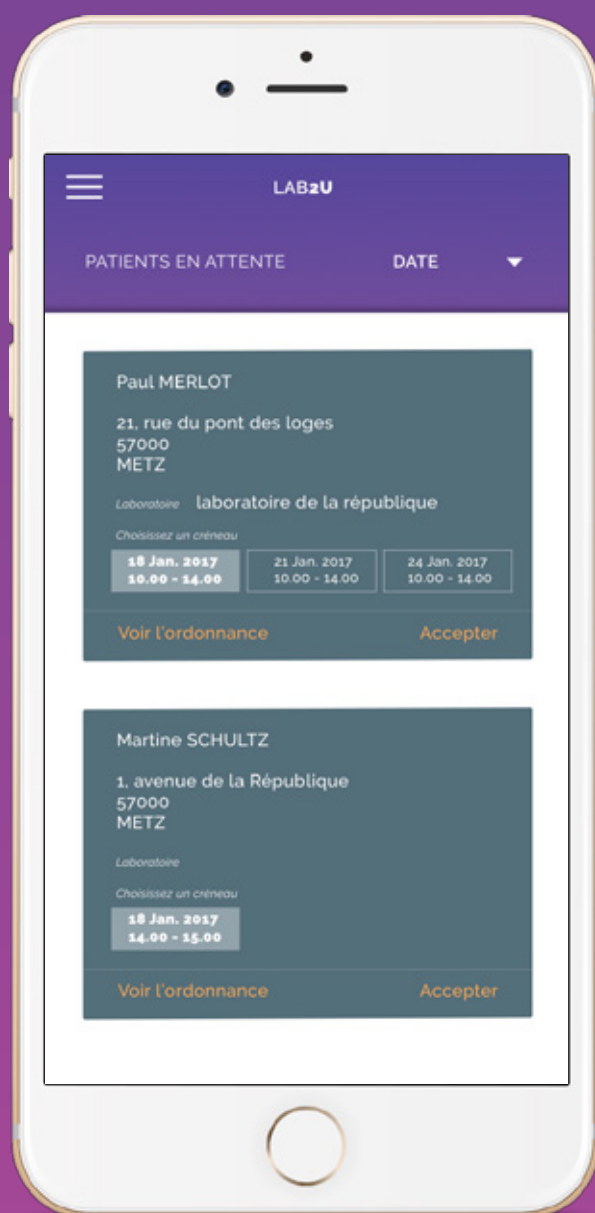 LAB2U
PATIENTS EN ATTENTE DATE
Paul MERLOT
21, rue du pont des loges
57000
METZ
Laboratoire laboratoire de la république
Choisissez un créneau
18 Jan. 2017 21 Jan. 2017 24 Jan. 2017
10.00 - 14.00 10.00 - 14.00 10.00 - 14.00
Voir l'ordonnance Accepter
Martine SCHULTZ
1, avenue de la République
57000
METZ
Laboratoire
Choisissez un créneau
18 Jan. 2017
14.00 - 15.00
Voir l'ordonnance Accepter